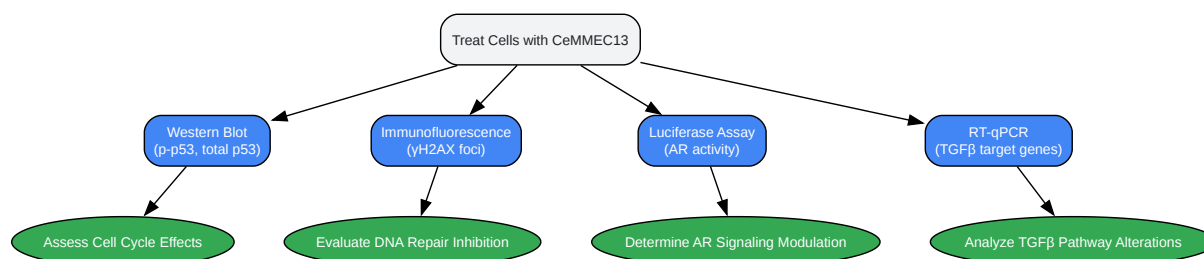 Treat Cells with CeMMEC13
Western Blot
(p-p53, total p53)
Immunofluorescence
(γH2AX foci)
Luciferase Assay
(AR activity)
RT-qPCR
(TGFβ target genes)
Assess Cell Cycle Effects
Evaluate DNA Repair Inhibition
Determine AR Signaling Modulation
Analyze TGFβ Pathway Alterations